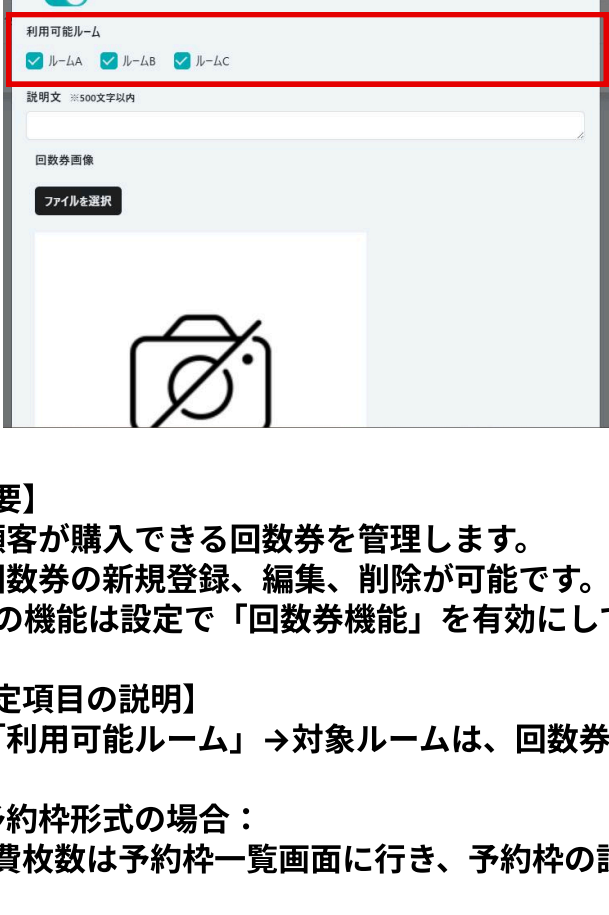 利用可能ルーム
ルームA ルームB ルームC
説明文 ※500文字以内
回数券画像
ファイルを選択
要】
客が購入できる回数券を管理します。
数券の新規登録、編集、削除が可能です。
の機能は設定で「回数券機能」を有効にして
定項目の説明】
「利用可能ルーム」→対象ルームは、回数券
約枠形式の場合：
費枚数は予約枠一覧画面に行き、予約枠の